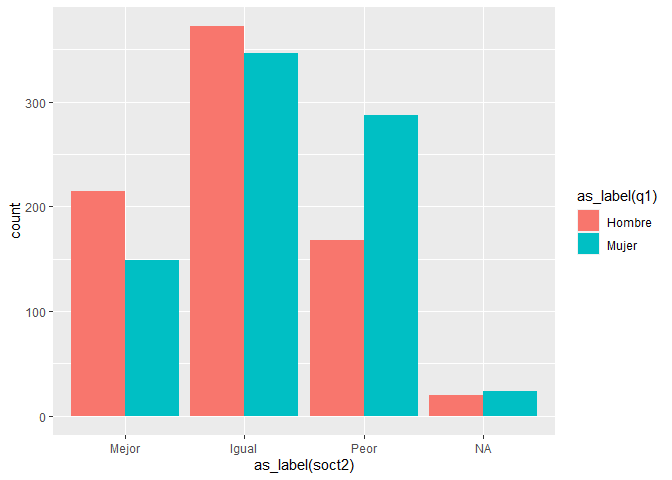 300
200
100
0
count
Mejor
Igual
Peor
NA
as_label(soct2)
as_label(q1)
Hombre
Mujer